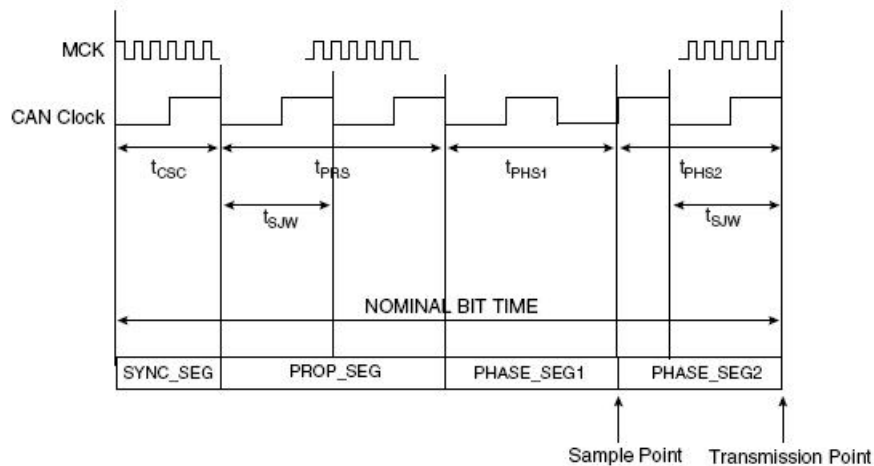 MCK
CAN Clock
tCSC
tPRS
tPHS1
tPHS2
tSJW
tSJW
NOMINAL BIT TIME
SYNC_SEG
PROP_SEG
PHASE_SEG1
PHASE_SEG2
Sample Point
Transmission Point